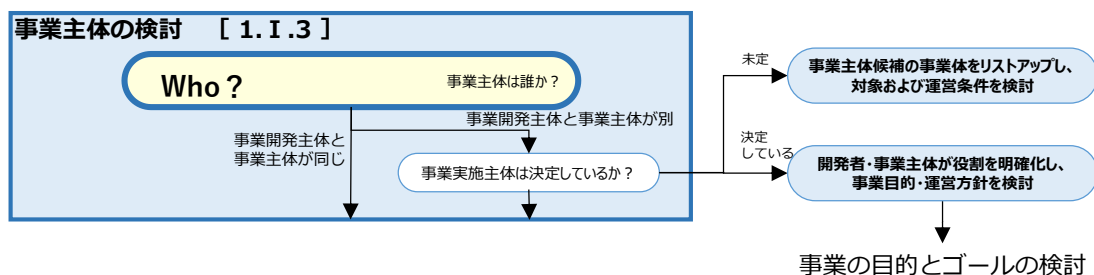 事業主体の検討　[ 1.Ⅰ.3 ]
Who？
事業主体は誰か？
事業開発主体と
事業主体が同じ
事業開発主体と事業主体が別
事業実施主体は決定しているか？
未定
事業主体候補の事業体をリストアップし、
対象および運営条件を検討
決定
している
開発者・事業主体が役割を明確化し、
事業目的・運営方針を検討
事業の目的とゴールの検討